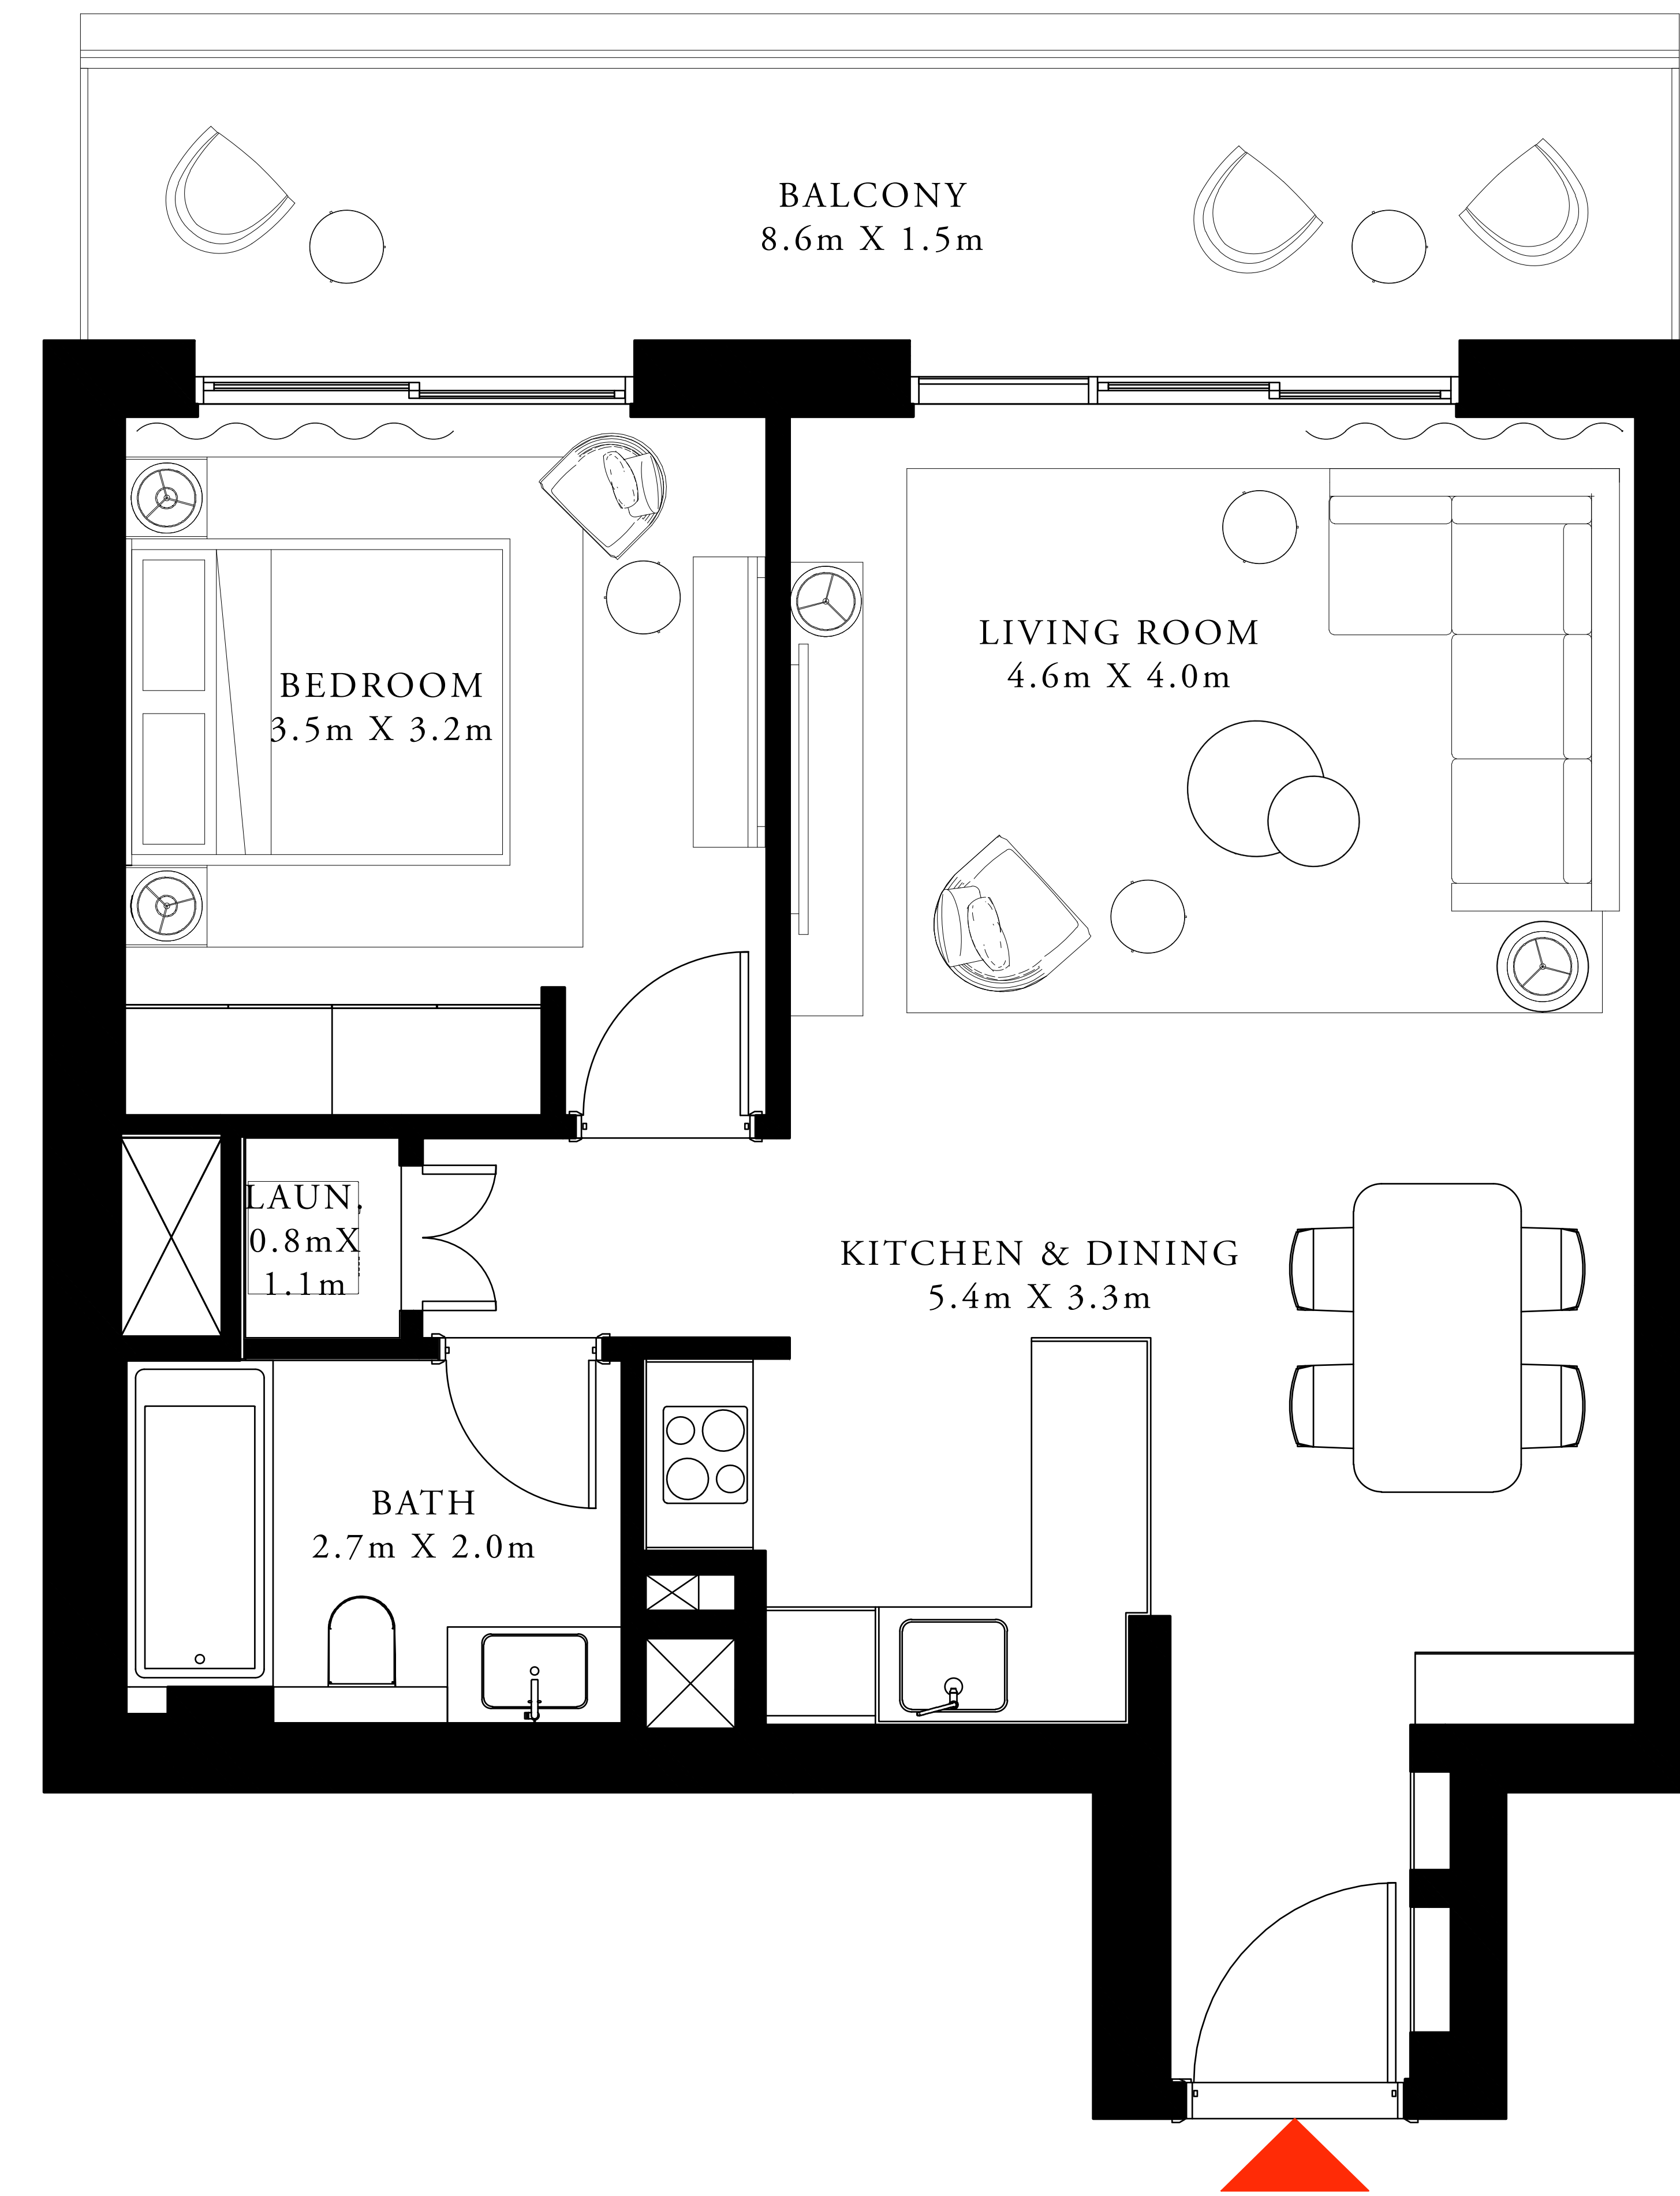 BALCONY
8.6m X 1.5m
LIVING ROOM
4.6m X 4.0m
BEDROOM
3.5m X 3.2m
LAUN.
0.8mX
1.1m
KITCHEN & DINING
5.4m X 3.3m
BATH
2.7m X 2.0m